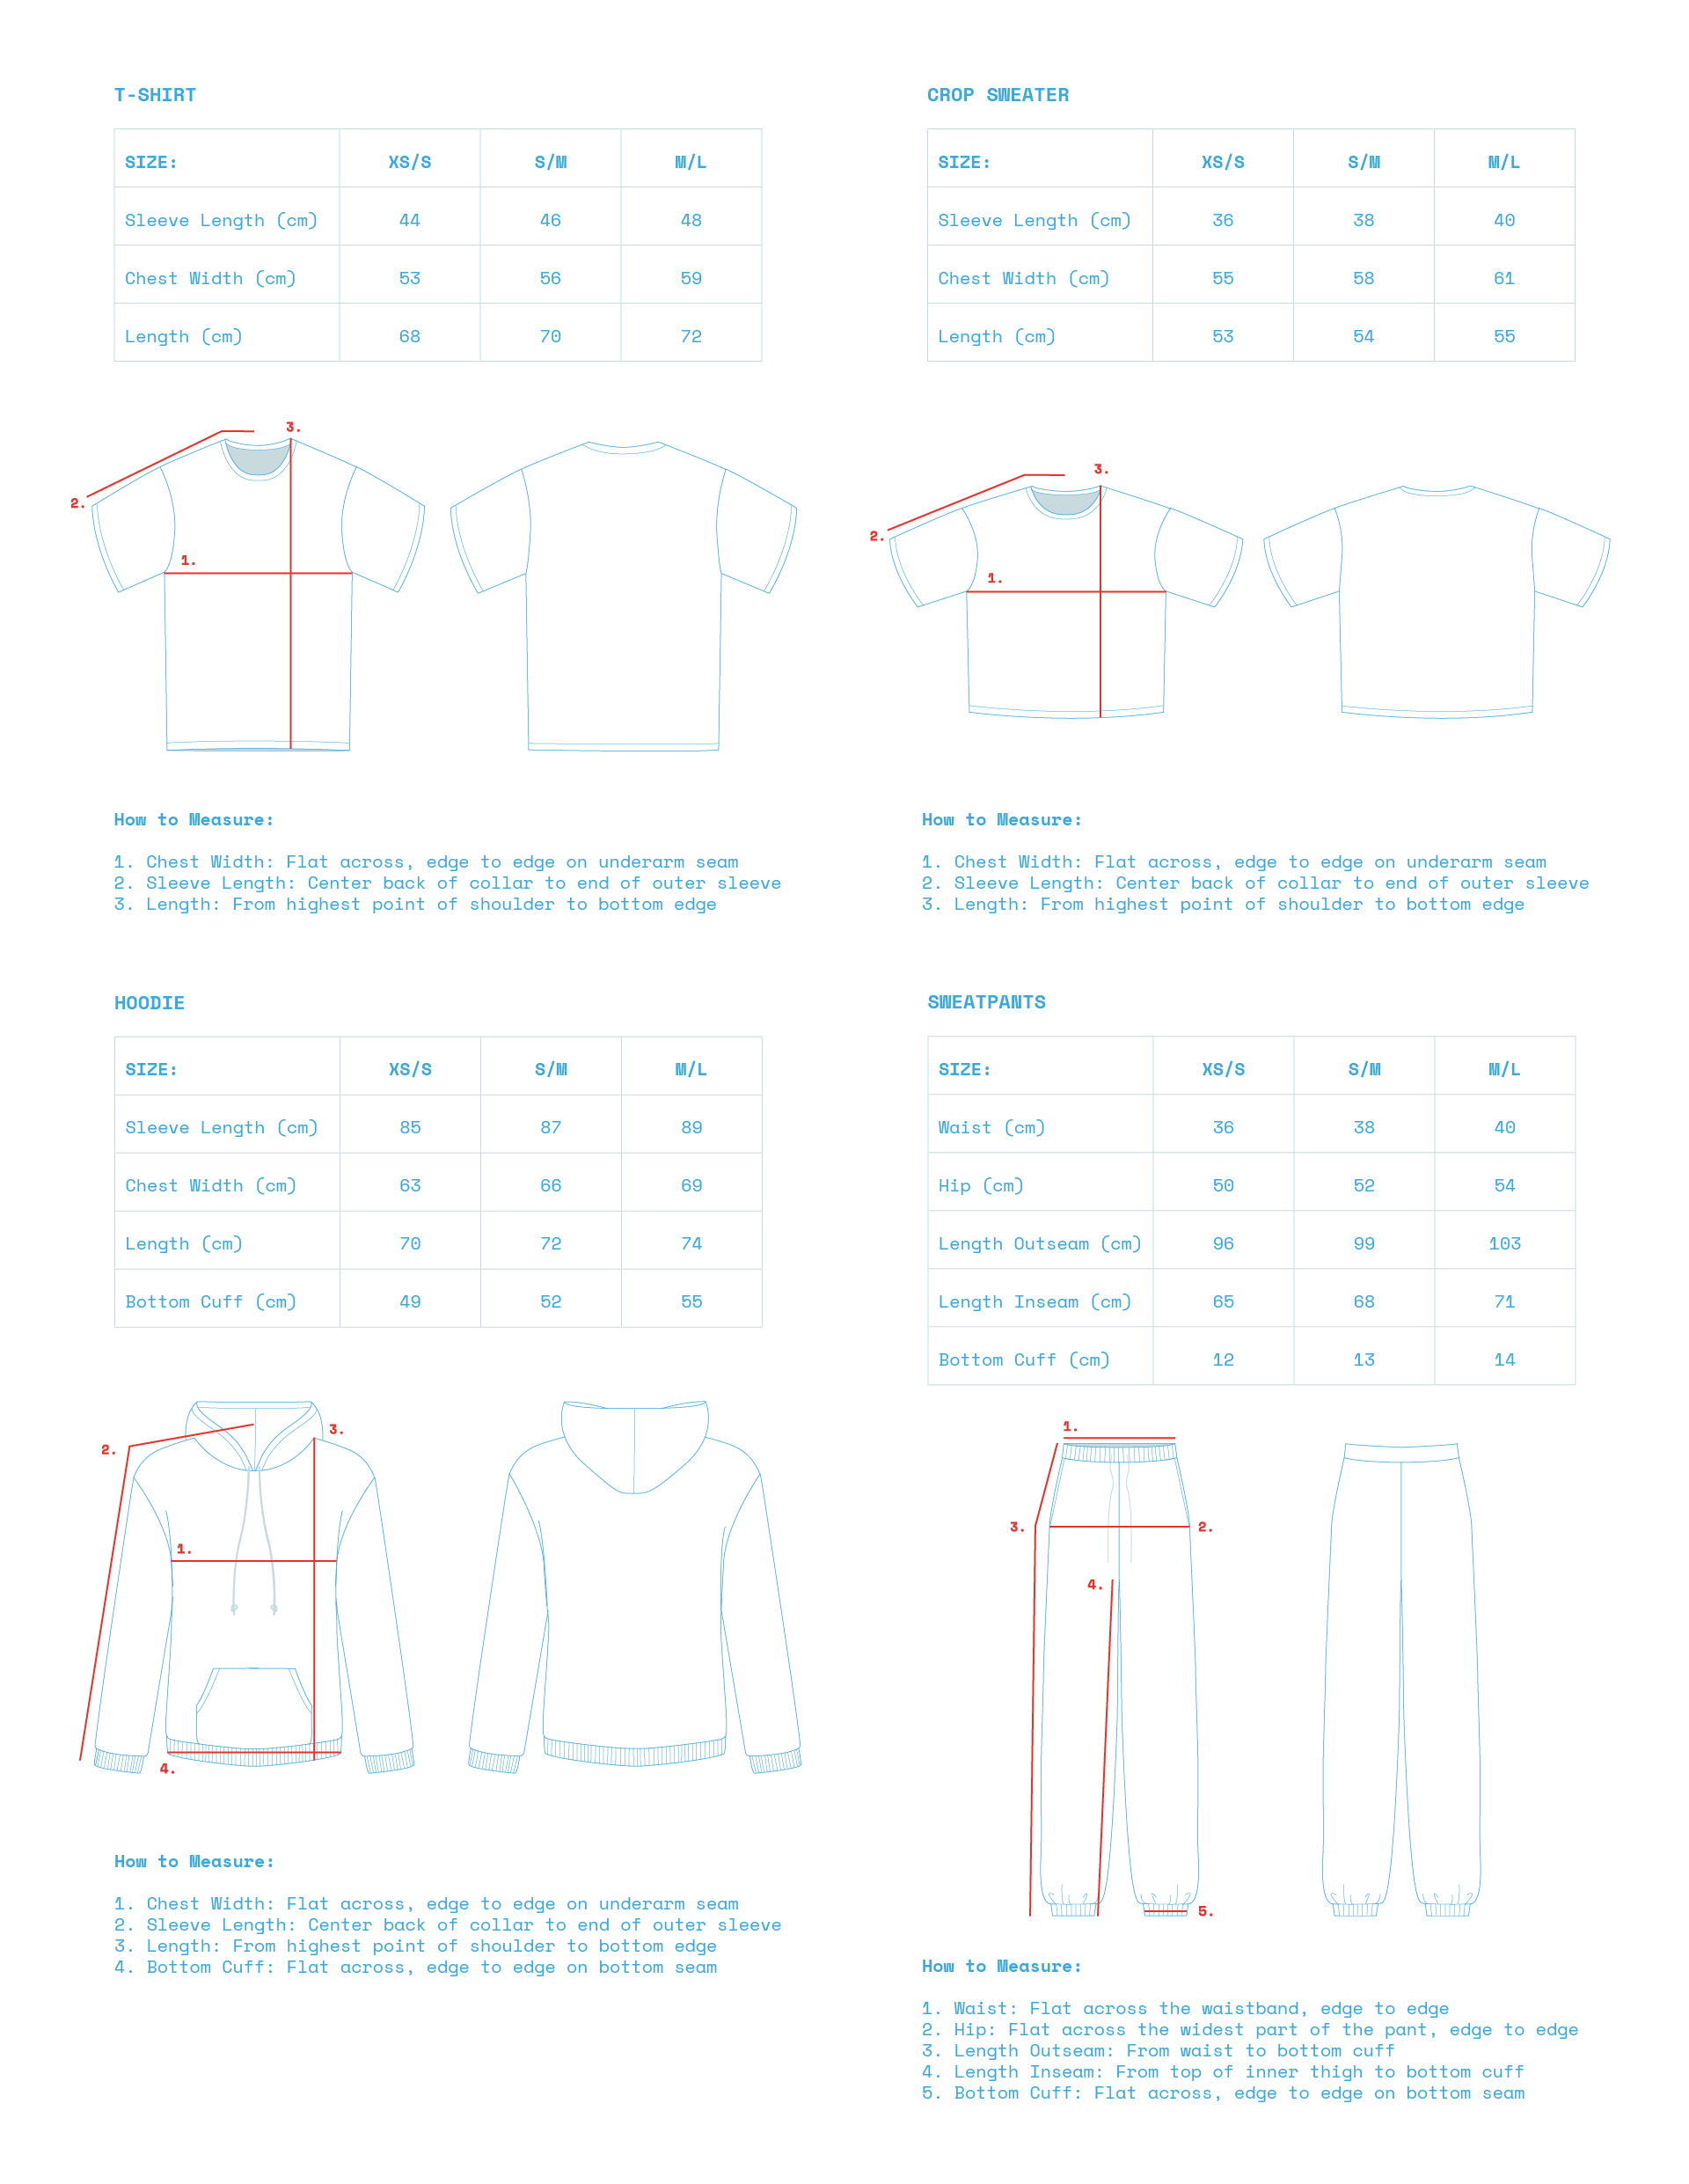 T-SHIRT
SIZE: XS/S S/M M/L
Sleeve Length (cm) 44 46 48
Chest Width (cm) 53 56 59
Length (cm) 68 70 72
3.
2.
1.
How to Measure:
1. Chest Width: Flat across, edge to edge on underarm seam
2. Sleeve Length: Center back of collar to end of outer sleeve
3. Length: From highest point of shoulder to bottom edge
CROP SWEATER
SIZE: XS/S S/M M/L
Sleeve Length (cm) 36 38 40
Chest Width (cm) 55 58 61
Length (cm) 53 54 55
3.
2.
1.
How to Measure:
1. Chest Width: Flat across, edge to edge on underarm seam
2. Sleeve Length: Center back of collar to end of outer sleeve
3. Length: From highest point of shoulder to bottom edge
HOODIE
SIZE: XS/S S/M M/L
Sleeve Length (cm) 85 87 89
Chest Width (cm) 63 66 69
Length (cm) 70 72 74
Bottom Cuff (cm) 49 52 55
3.
2.
1.
4.
How to Measure:
1. Chest Width: Flat across, edge to edge on underarm seam
2. Sleeve Length: Center back of collar to end of outer sleeve
3. Length: From highest point of shoulder to bottom edge
4. Bottom Cuff: Flat across, edge to edge on bottom seam
SWEATPANTS
SIZE: XS/S S/M M/L
Waist (cm) 36 38 40
Hip (cm) 50 52 54
Length Outseam (cm) 96 99 103
Length Inseam (cm) 65 68 71
Bottom Cuff (cm) 12 13 14
1.
3.
2.
4.
5.
How to Measure:
1. Waist: Flat across the waistband, edge to edge
2. Hip: Flat across the widest part of the pant, edge to edge
3. Length Outseam: From waist to bottom cuff
4. Length Inseam: From top of inner thigh to bottom cuff
5. Bottom Cuff: Flat across, edge to edge on bottom seam